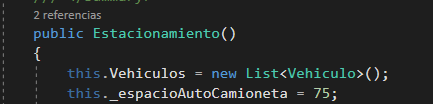 2 referencias
public Estacionamiento()
{
this.Vehiculos = new List<Vehiculo>();
this._espacioAutoCamioneta = 75;